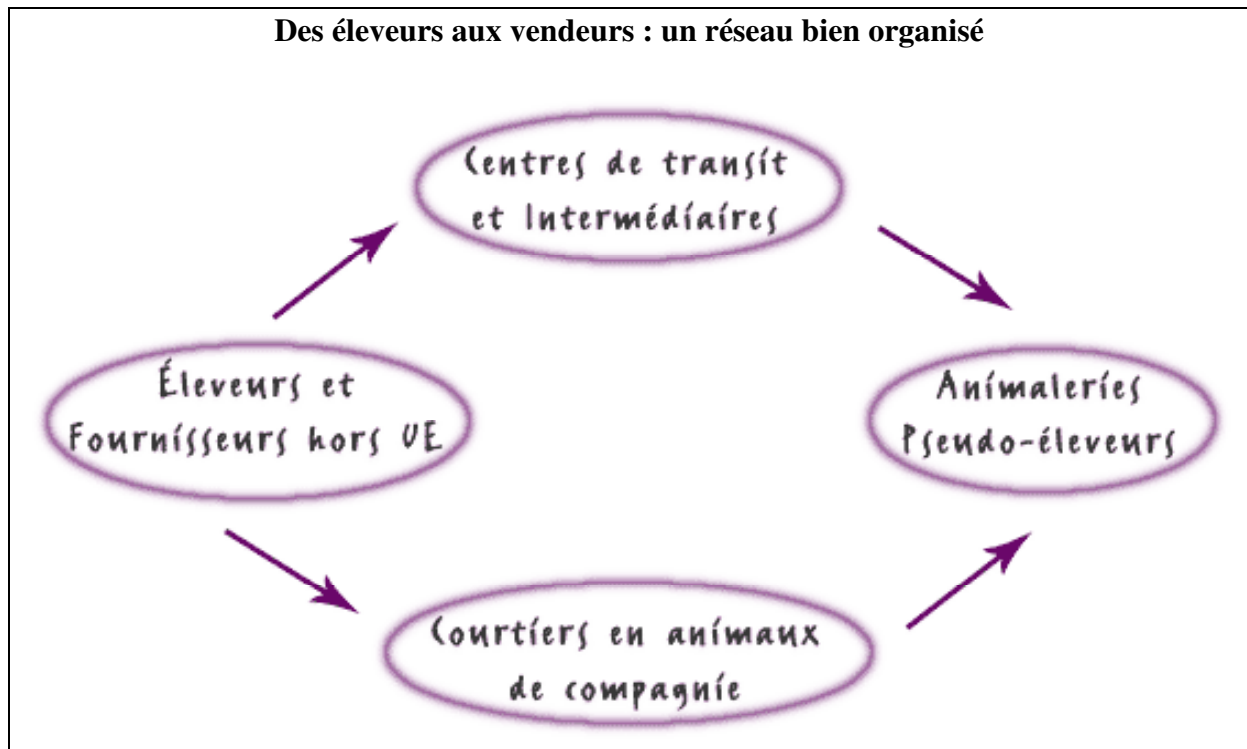 Des éleveurs aux vendeurs : un réseau bien organisé
Centres de transit
et Intermédiaires
Éleveurs et
Fournisseurs hors UE
Animaleries
Pseudo-éleveurs
Courtiers en animaux
de compagnie